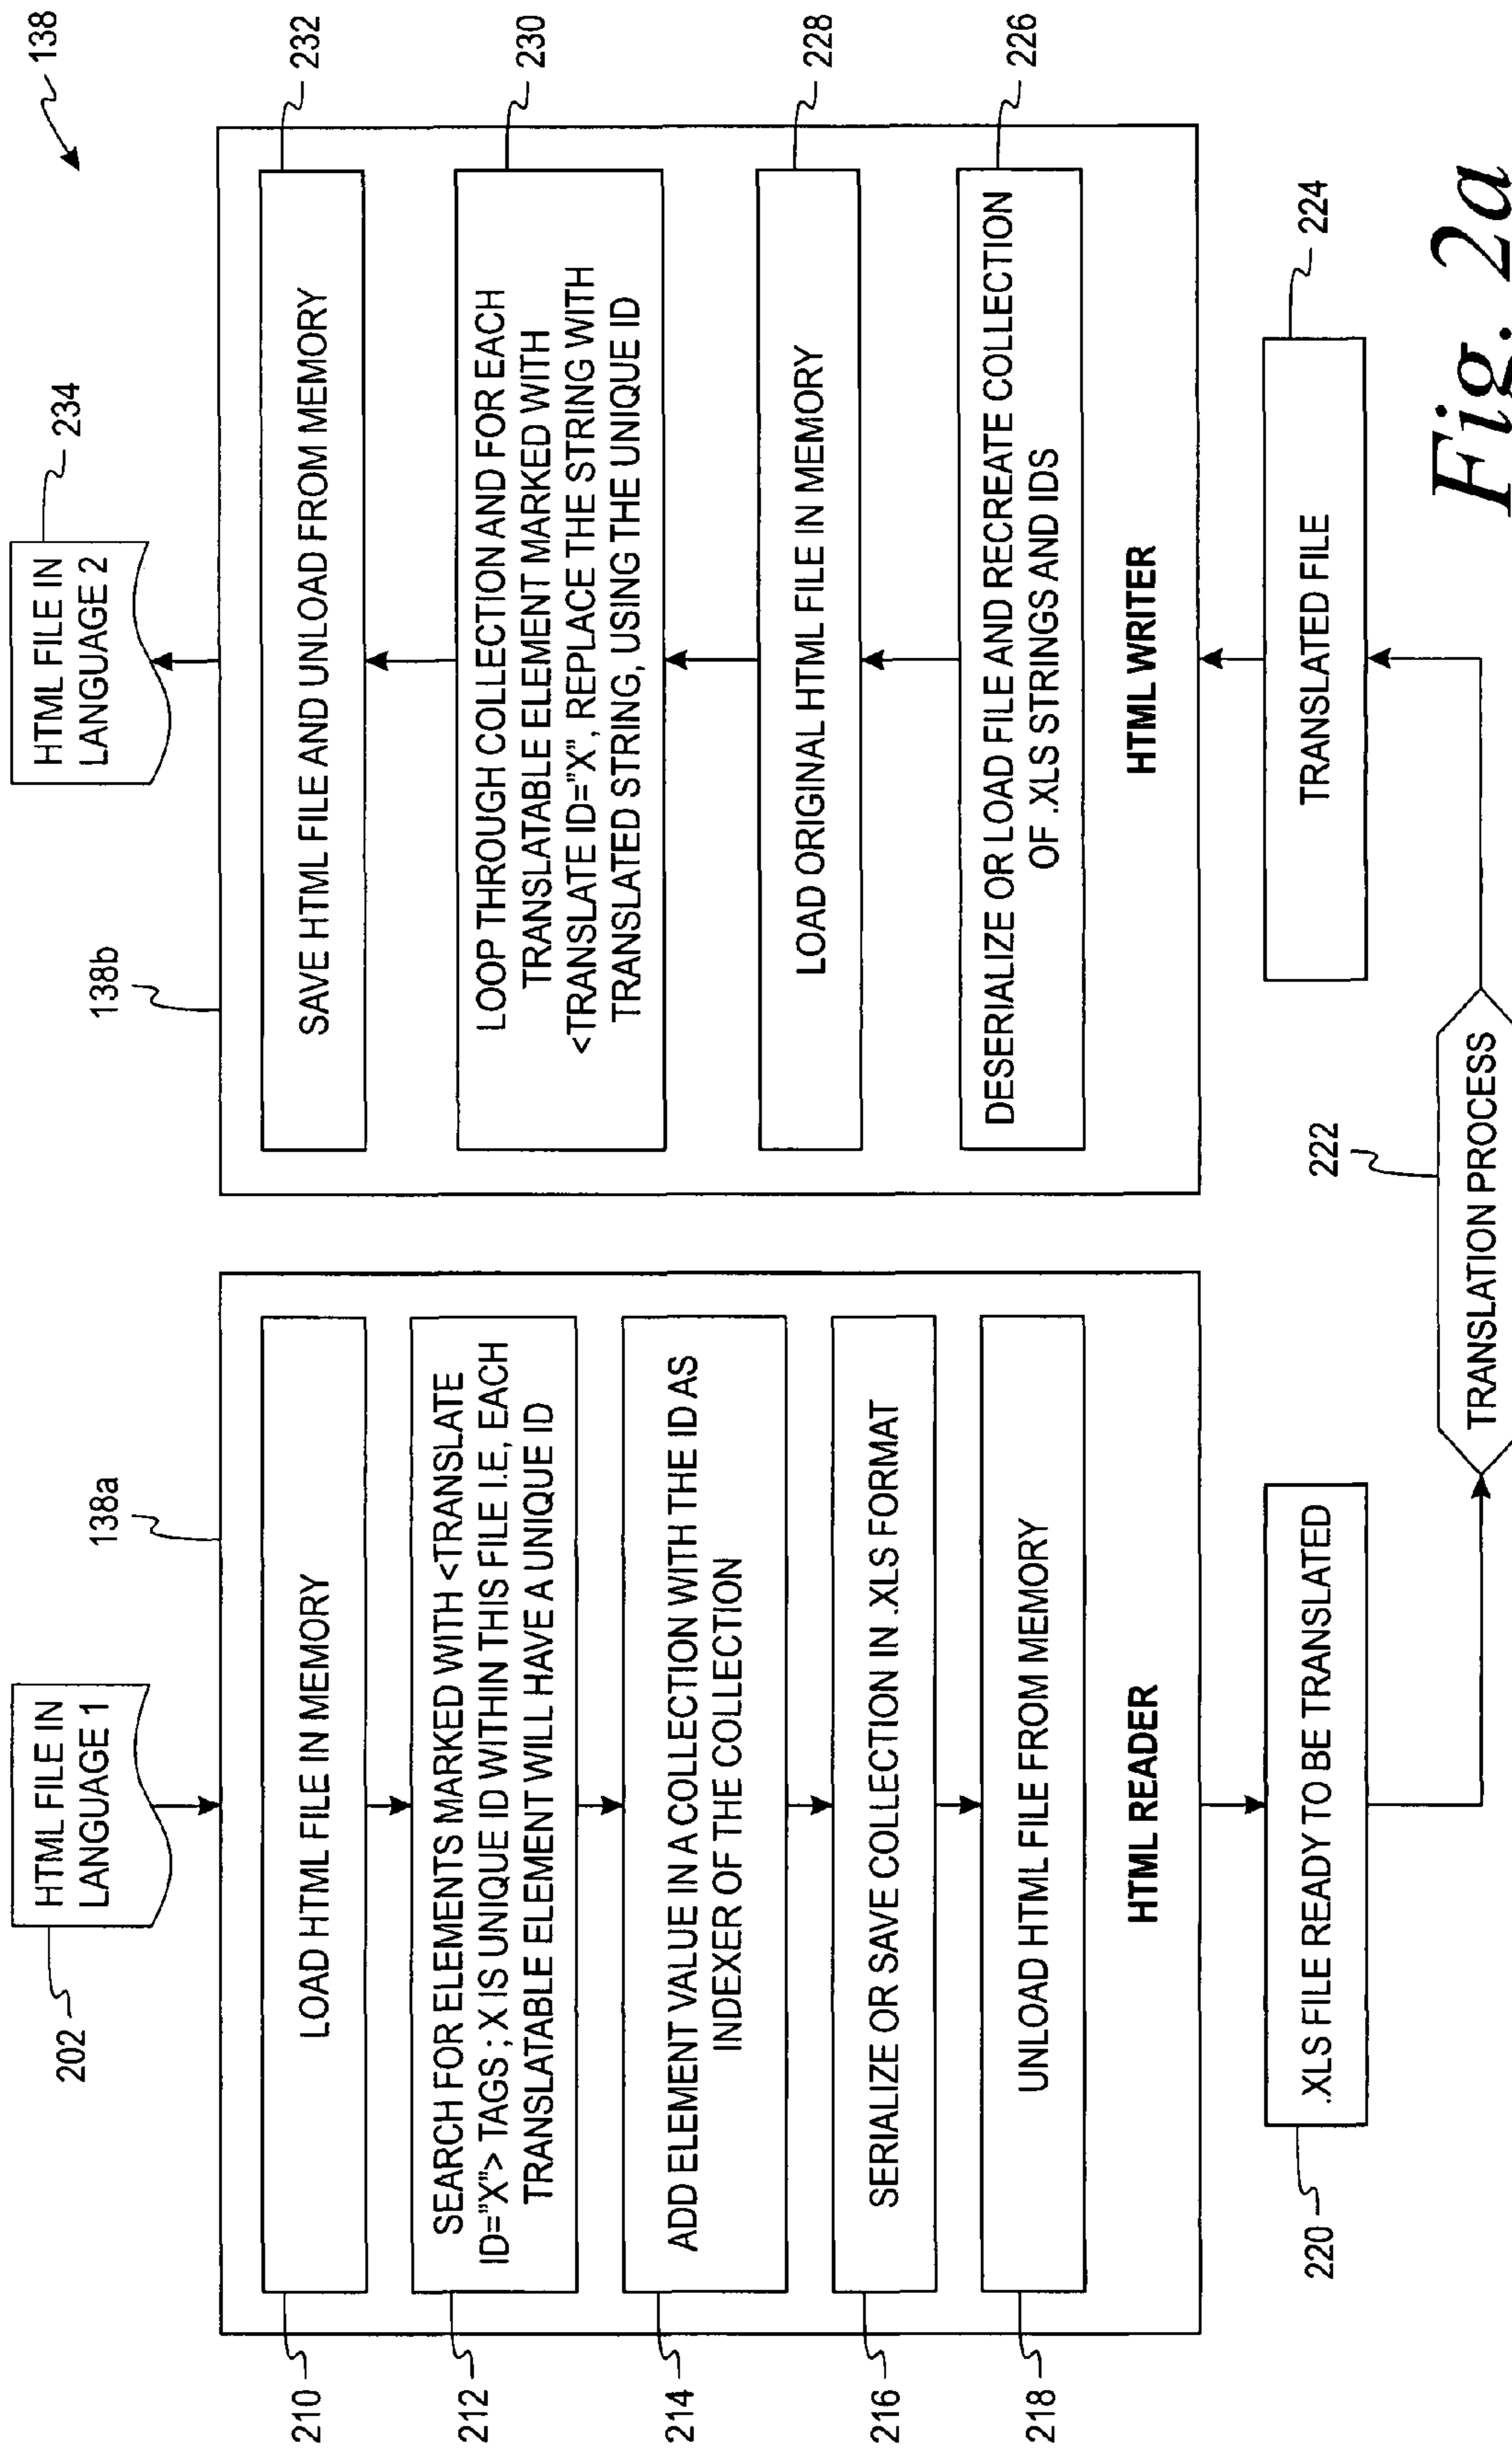 138
HTML FILE IN
LANGUAGE 1
202
138a
210
LOAD HTML FILE IN MEMORY
212
SEARCH FOR ELEMENTS MARKED WITH <TRANSLATE
ID="X"> TAGS ; X IS UNIQUE ID WITHIN THIS FILE I.E, EACH
TRANSLATABLE ELEMENT WILL HAVE A UNIQUE ID
214
ADD ELEMENT VALUE IN A COLLECTION WITH THE ID AS
INDEXER OF THE COLLECTION
216
SERIALIZE OR SAVE COLLECTION IN .XLS FORMAT
218
UNLOAD HTML FILE FROM MEMORY
HTML READER
220
.XLS FILE READY TO BE TRANSLATED
222
TRANSLATION PROCESS
HTML FILE IN
LANGUAGE 2
234
138b
SAVE HTML FILE AND UNLOAD FROM MEMORY
232
LOOP THROUGH COLLECTION AND FOR EACH
TRANSLATABLE ELEMENT MARKED WITH
<TRANSLATE ID="X", REPLACE THE STRING WITH
TRANSLATED STRING, USING THE UNIQUE ID
230
LOAD ORIGINAL HTML FILE IN MEMORY
228
DESERIALIZE OR LOAD FILE AND RECREATE COLLECTION
OF .XLS STRINGS AND IDS
226
HTML WRITER
TRANSLATED FILE
224
Fig. 2a